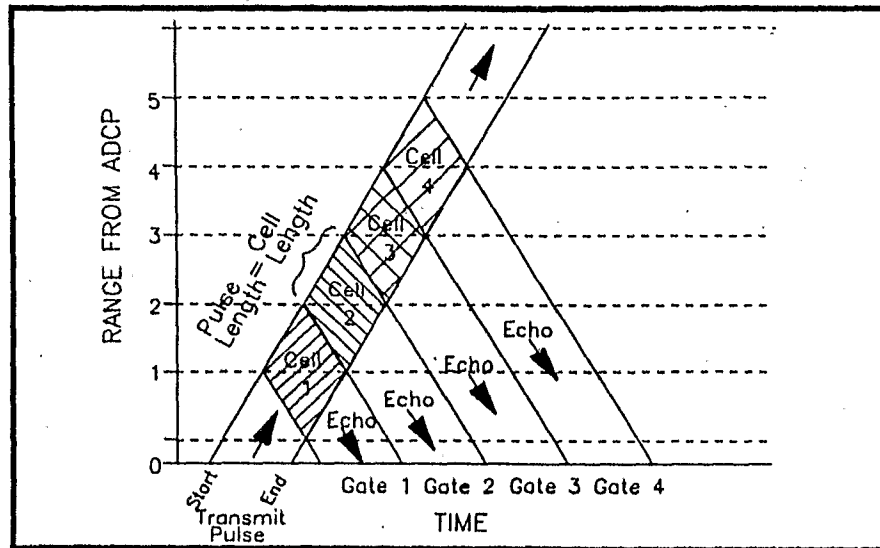 RANGE FROM ADCP
5
4
3
2
1
0
Pulse = Cell
Length Length
Cell
4
Cell
3
Cell
2
Cell
1
Echo
Echo
Echo
Echo
Start
End
Transmit
Pulse
Gate 1 Gate 2 Gate 3 Gate 4
TIME